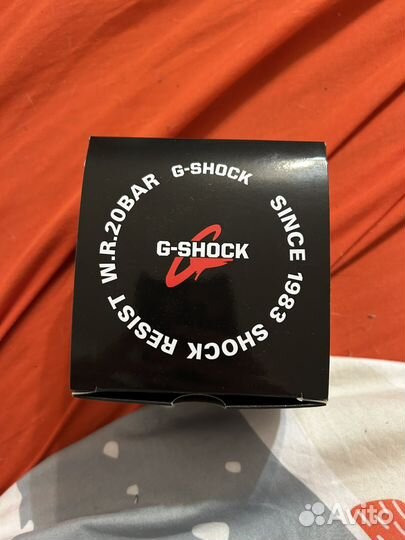 G-SHOCK
SINCE 1983 SHOCK RESIST W.R.20BAR
G-SHOCK
Avito